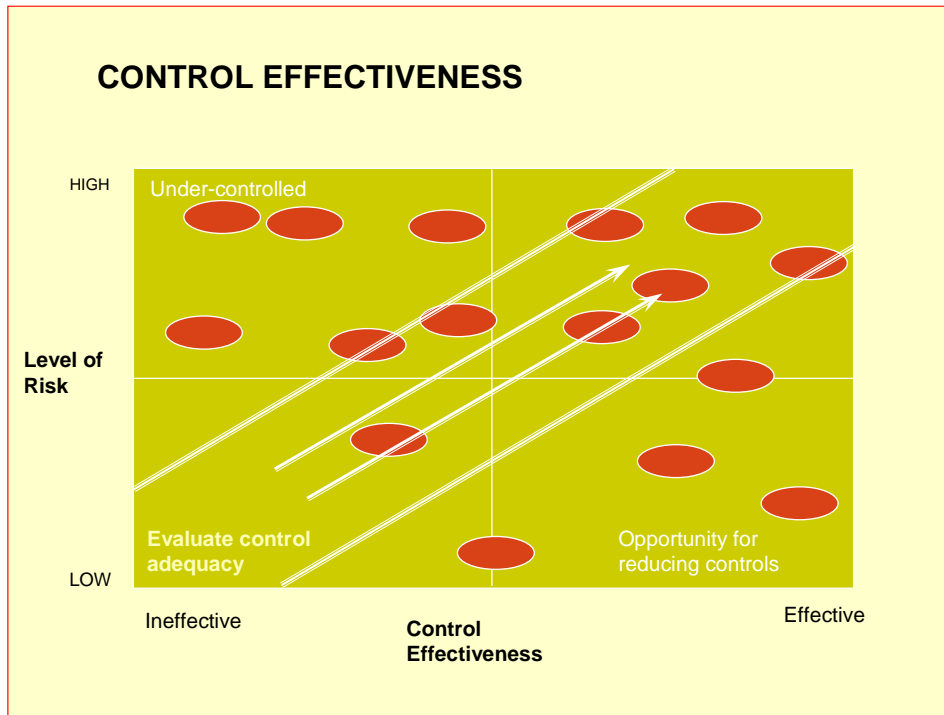 CONTROL EFFECTIVENESS
HIGH
Under-controlled
Level of
Risk
Evaluate control
adequacy
Opportunity for
reducing controls
LOW
Ineffective
Control
Effectiveness
Effective